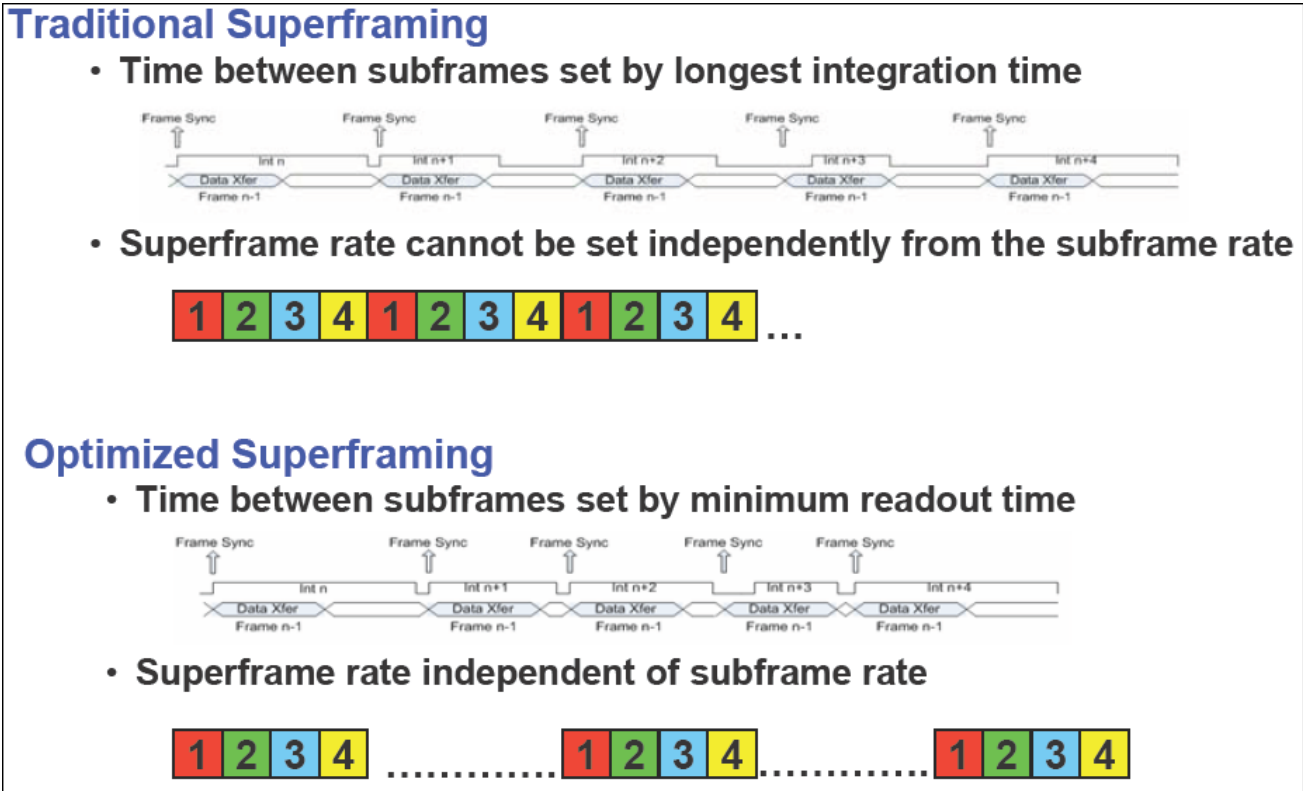 Traditional Superframing
• Time between subframes set by longest integration time
Frame Sync Frame Sync Frame Sync Frame Sync Frame Sync
Int n Int n+1 Int n+2 Int n+3 Int n+4
Data Xfer Data Xfer Data Xfer Data Xfer Data Xfer
Frame n-1 Frame n-1 Frame n-1 Frame n-1 Frame n-1
• Superframe rate cannot be set independently from the subframe rate
1 2 3 4 1 2 3 4 1 2 3 4 ...
Optimized Superframing
• Time between subframes set by minimum readout time
Frame Sync Frame Sync Frame Sync Frame Sync Frame Sync
Int n Int n+1 Int n+2 Int n+3 Int n+4
Data Xfer Data Xfer Data Xfer Data Xfer Data Xfer
Frame n-1 Frame n-1 Frame n-1 Frame n-1 Frame n-1
• Superframe rate independent of subframe rate
1 2 3 4 ............. 1 2 3 4 ............. 1 2 3 4